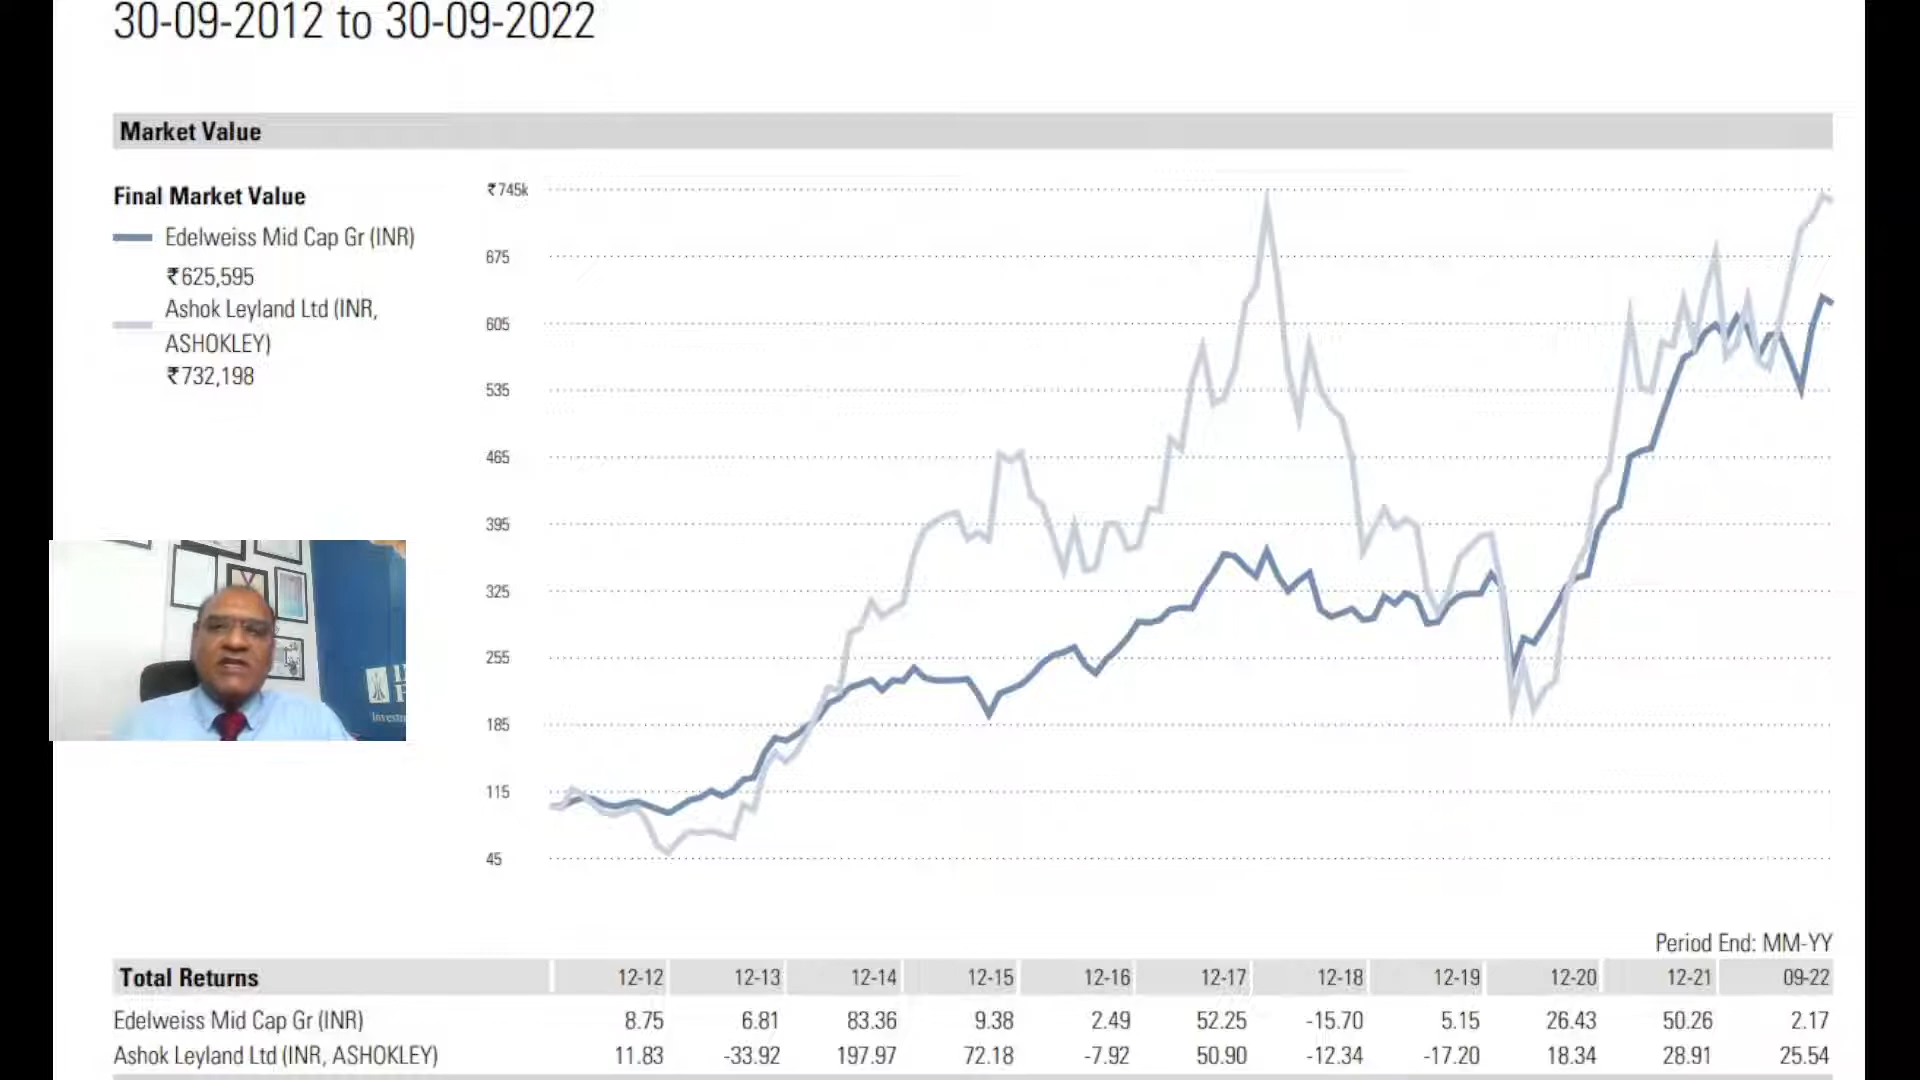 30-09-2012 to 30-09-2022
Market Value
Final Market Value
Edelweiss Mid Cap Gr (INR)
₹625,595
Ashok Leyland Ltd (INR,
ASHOKLEY)
₹732,198
₹745k
675
605
535
465
395
325
255
185
115
45
Period End: MM-YY
Total Returns 12-12 12-13 12-14 12-15 12-16 12-17 12-18 12-19 12-20 12-21 09-22
Edelweiss Mid Cap Gr (INR) 8.75 6.81 83.36 9.38 2.49 52.25 -15.70 5.15 26.43 50.26 2.17
Ashok Leyland Ltd (INR, ASHOKLEY) 11.83 -33.92 197.97 72.18 -7.92 50.90 -12.34 -17.20 18.34 28.91 25.54